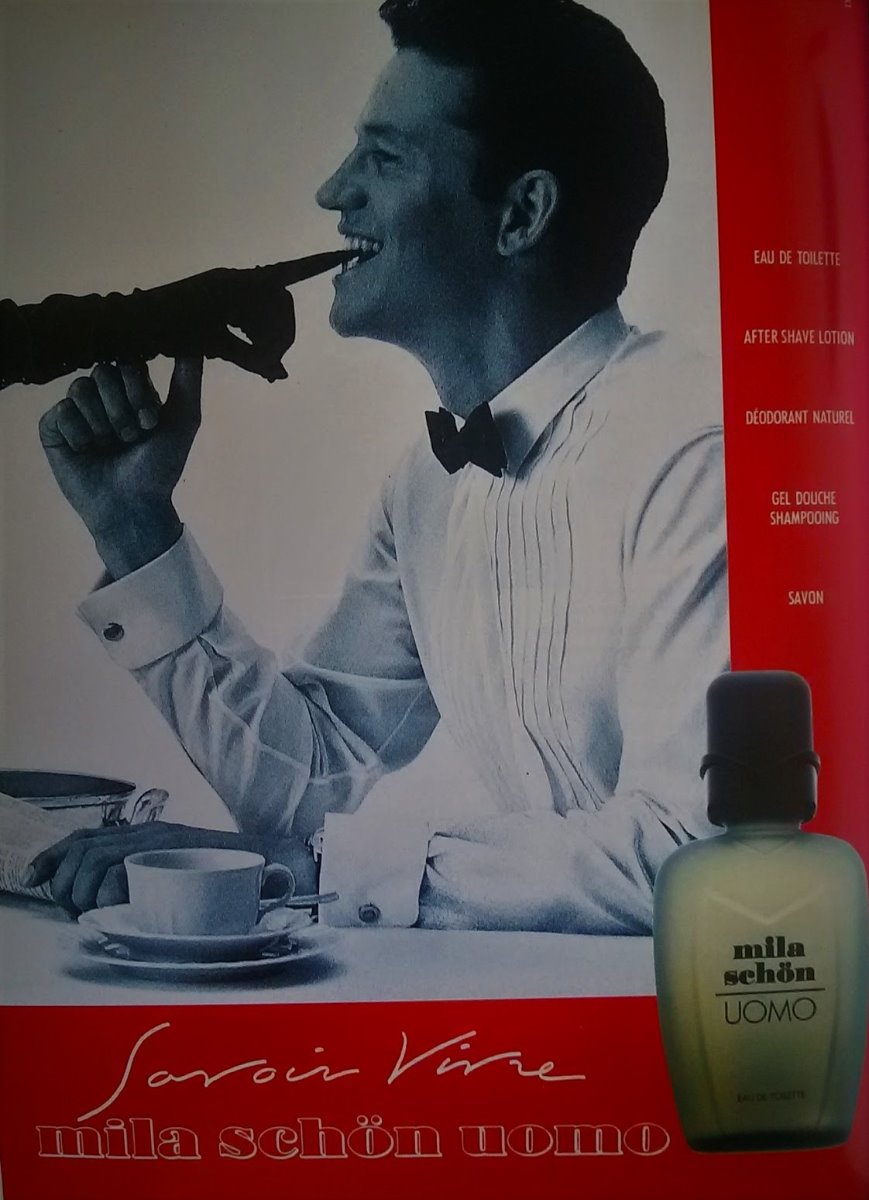 EAU DE TOILETTE
AFTER SHAVE LOTION
DÉODORANT NATUREL
GEL DOUCHE
SHAMPOOING
SAVON
mila
schön
UOMO
EAU DE TOILETTE
Savoir Vivre
mila schön uomo